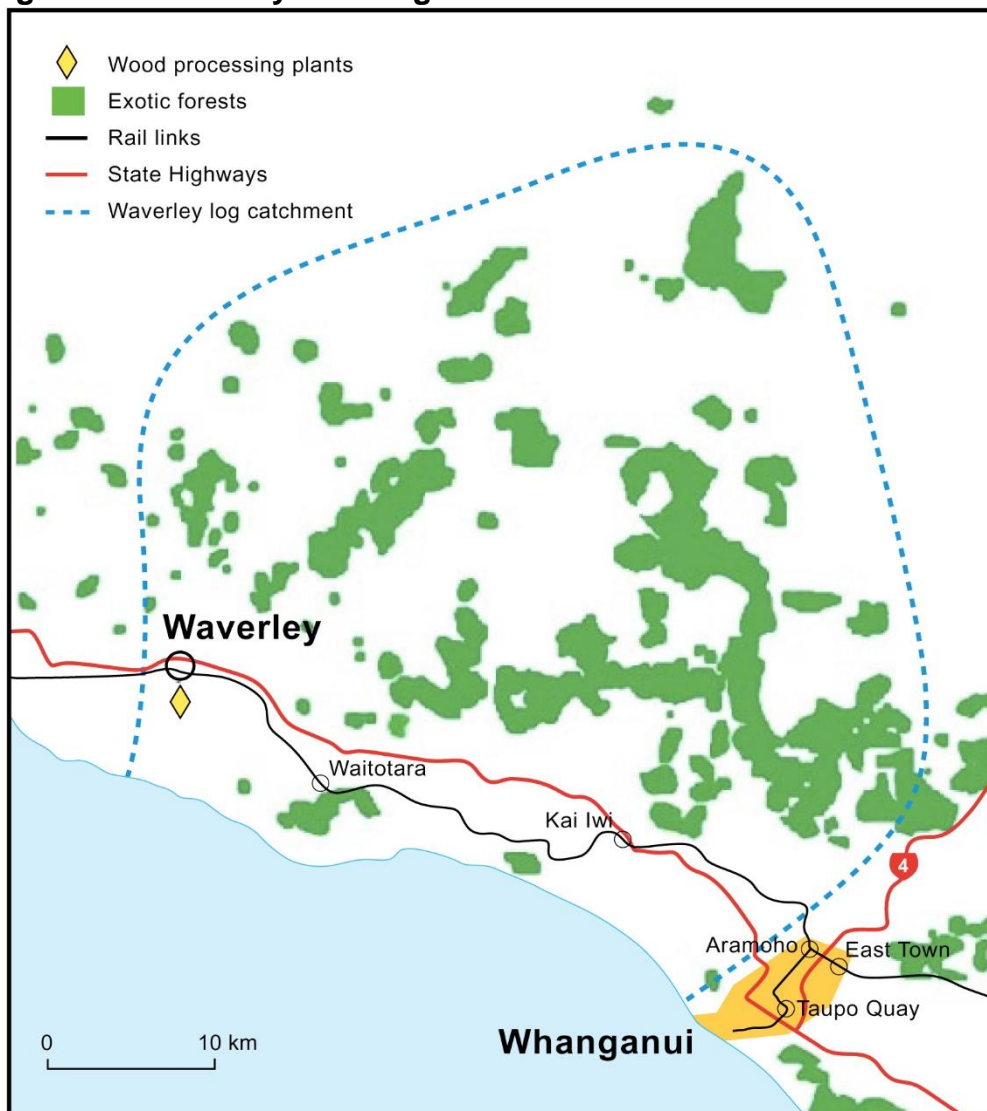 Wood processing plants
Exotic forests
Rail links
State Highways
Waverley log catchment
Waverley
Waitotara
Kai Iwi
4
Aramoho
East Town
Taupo Quay
Whanganui
0 10 km